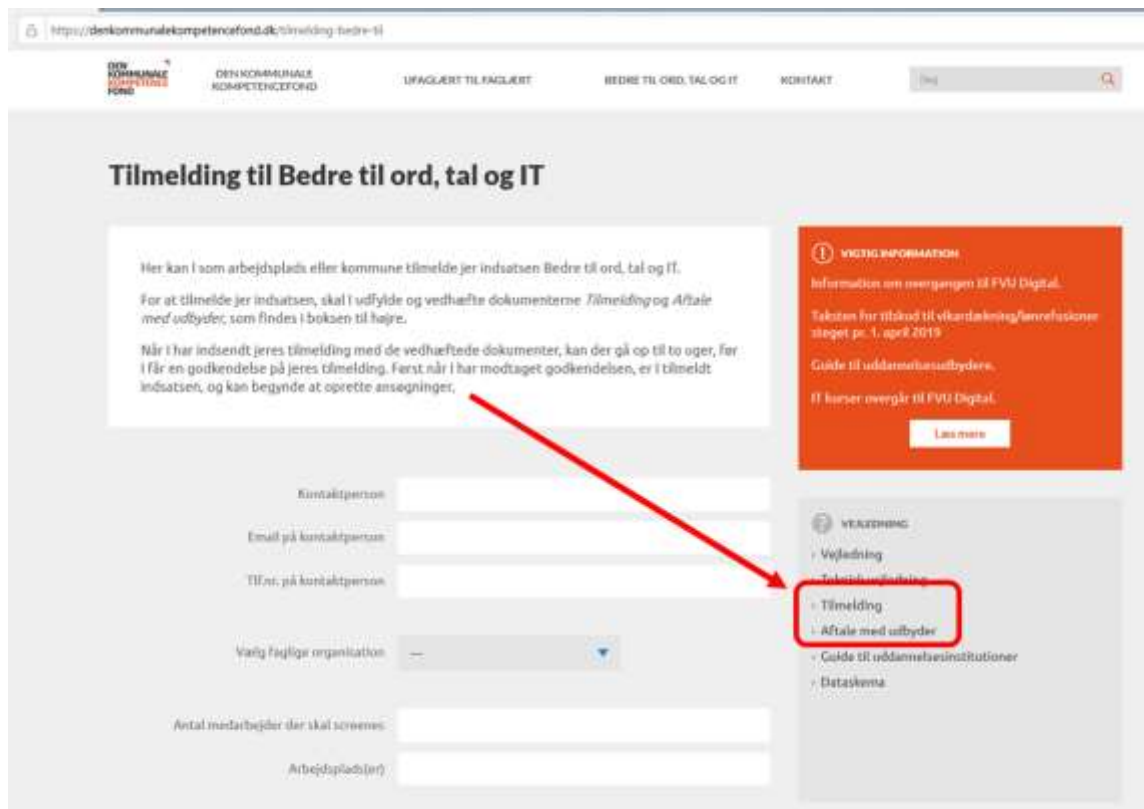 https://denkommunalekompetencefond.dk/tilmelding-bedre-til
DEN
KOMMUNALE
KOMPETENCE
FOND
DEN KOMMUNALE
KOMPETENCEFOND
UFAGLÆRT TIL FAGLÆRT
BEDRE TIL ORD, TAL OG IT
KONTAKT
Søg
Tilmelding til Bedre til ord, tal og IT
Her kan I som arbejdsplads eller kommune tilmelde jer indsatsen Bedre til ord, tal og IT.
For at tilmelde jer indsatsen, skal I udfylde og vedhæfte dokumenterne Tilmelding og Aftale
med udbyder, som findes i boksen til højre.
Når I har indsendt jeres tilmelding med de vedhæftede dokumenter, kan der gå op til to uger, før
I får en godkendelse på jeres tilmelding. Først når I har modtaget godkendelsen, er I tilmeldt
indsatsen, og kan begynde at oprette ansøgninger.
Kontaktperson
Email på kontaktperson
Tlf.nr. på kontaktperson
Vælg faglige organisation
---
Antal medarbejder der skal screenes
Arbejdsplads(er)
VIGTIG INFORMATION
Information om overgangen til FVU Digital.
Taksten for tilskud til vikardækning/lønrefusioner
steget pr. 1. april 2019
Guide til uddannelsesudbydere.
IT kurser overgår til FVU Digital.
Læs mere
VEJLEDNING
› Vejledning
› Teknisk vejledning
› Tilmelding
› Aftale med udbyder
› Guide til uddannelsesinstitutioner
› Dataskema